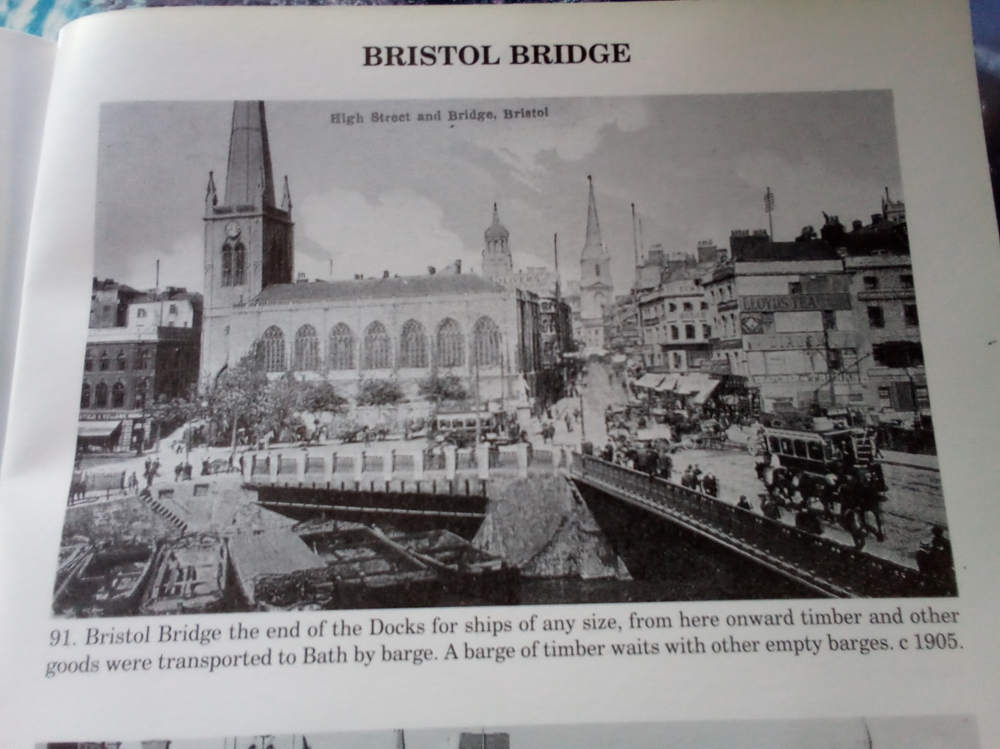 BRISTOL BRIDGE
High Street and Bridge, Bristol
LLOYDS TEA
91. Bristol Bridge the end of the Docks for ships of any size, from here onward timber and other
goods were transported to Bath by barge. A barge of timber waits with other empty barges. c 1905.